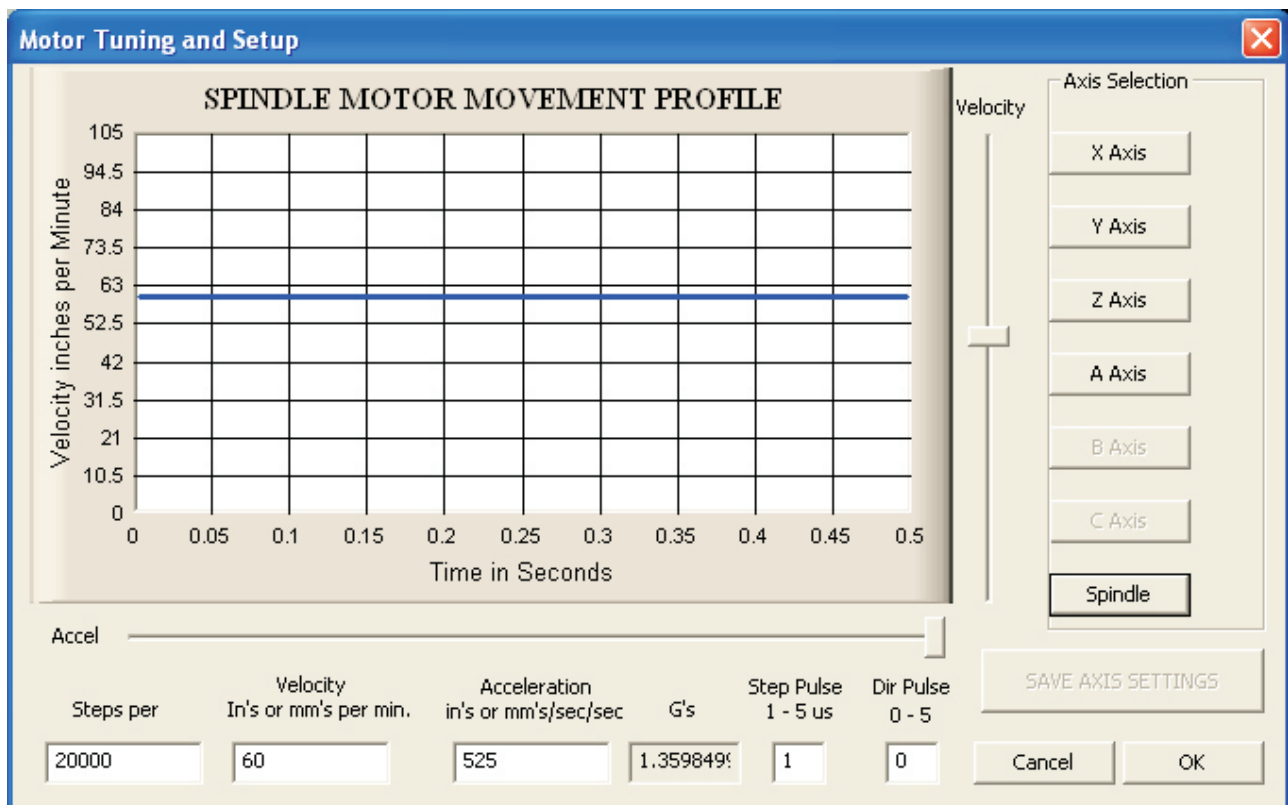 Motor Tuning and Setup
SPINDLE MOTOR MOVEMENT PROFILE
Velocity inches per Minute
105
94.5
84
73.5
63
52.5
42
31.5
21
10.5
0
0 0.05 0.1 0.15 0.2 0.25 0.3 0.35 0.4 0.45 0.5
Time in Seconds
Velocity
Axis Selection
X Axis
Y Axis
Z Axis
A Axis
B Axis
C Axis
Spindle
Accel
Steps per
20000
Velocity
In's or mm's per min.
60
Acceleration
in's or mm's/sec/sec
525
G's
1.3598499
Step Pulse
1 - 5 us
1
Dir Pulse
0 - 5
0
SAVE AXIS SETTINGS
Cancel
OK